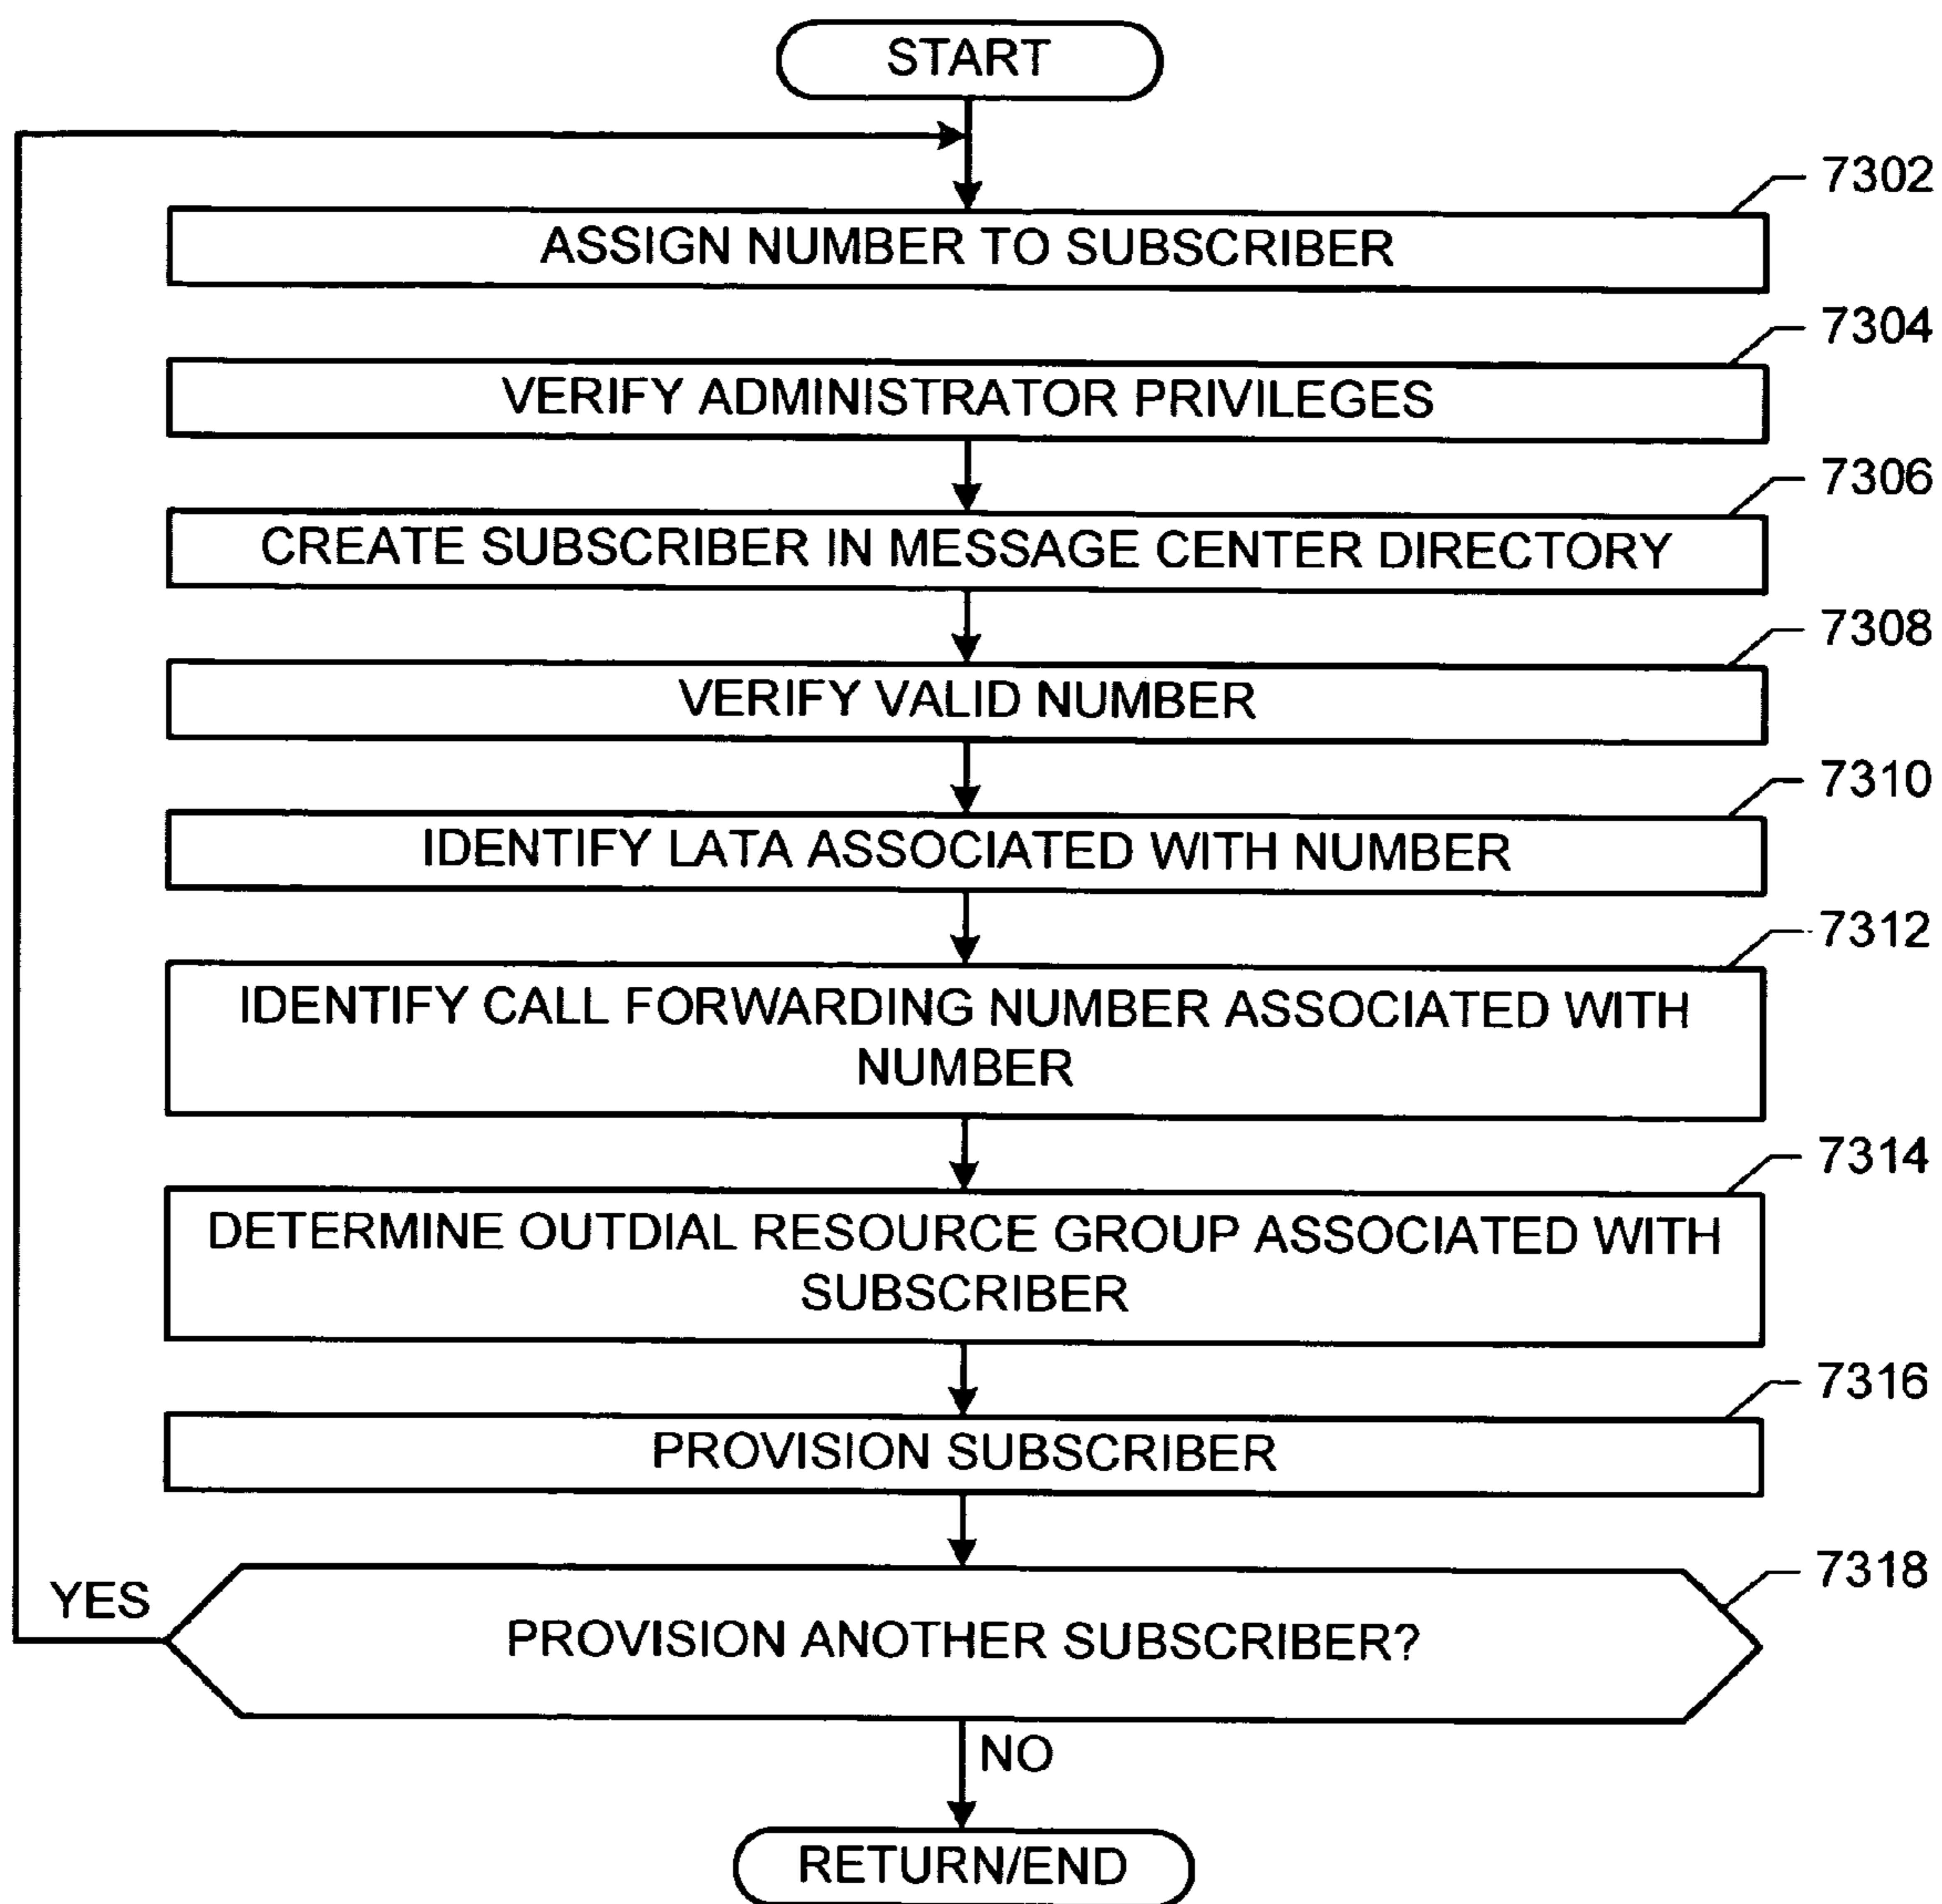 START
7302
ASSIGN NUMBER TO SUBSCRIBER
7304
VERIFY ADMINISTRATOR PRIVILEGES
7306
CREATE SUBSCRIBER IN MESSAGE CENTER DIRECTORY
7308
VERIFY VALID NUMBER
7310
IDENTIFY LATA ASSOCIATED WITH NUMBER
7312
IDENTIFY CALL FORWARDING NUMBER ASSOCIATED WITH
NUMBER
7314
DETERMINE OUTDIAL RESOURCE GROUP ASSOCIATED WITH
SUBSCRIBER
7316
PROVISION SUBSCRIBER
7318
YES
PROVISION ANOTHER SUBSCRIBER?
NO
RETURN/END